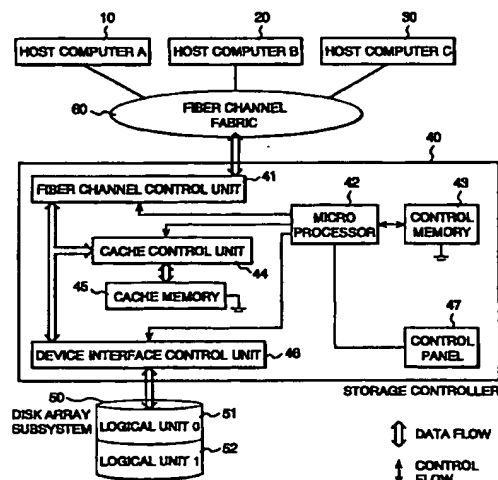 10
20
30
HOST COMPUTER A
HOST COMPUTER B
HOST COMPUTER C
60
FIBER CHANNEL
FABRIC
40
41
FIBER CHANNEL CONTROL UNIT
42
43
MICRO
PROCESSOR
CONTROL
MEMORY
CACHE CONTROL UNIT
44
45
CACHE MEMORY
47
CONTROL
PANEL
DEVICE INTERFACE CONTROL UNIT
46
STORAGE CONTROLLER
50
DISK ARRAY
SUBSYSTEM
51
LOGICAL UNIT 0
52
LOGICAL UNIT 1
DATA FLOW
CONTROL
FLOW